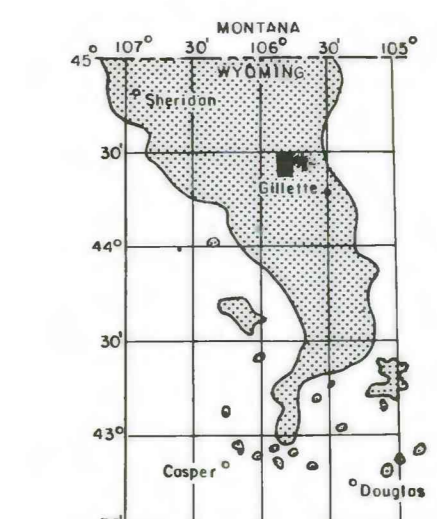 MONTANA
107° 30' 106° 30' 105°
45°
WYOMING
Sheridan
30'
Gillette
44°
30'
43°
Casper
Douglas